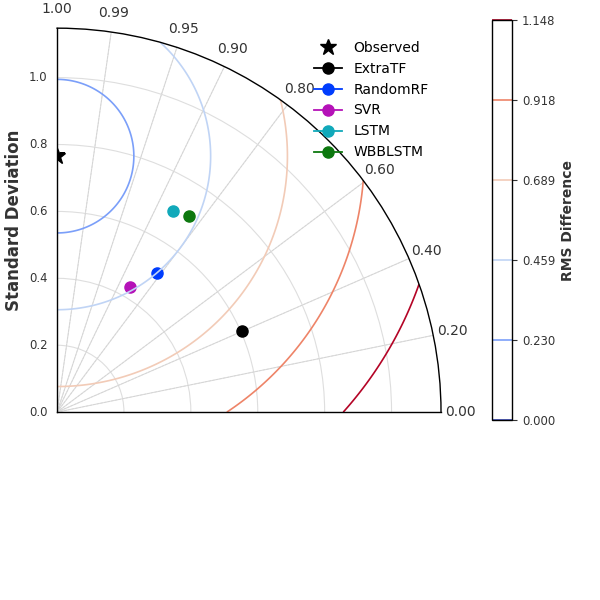 1.00
0.99
0.95
0.90
0.80
0.60
0.40
0.20
0.00
Standard Deviation
1.0
0.8
0.6
0.4
0.2
0.0
Observed
ExtraTF
RandomRF
SVR
LSTM
WBBLSTM
1.148
0.918
0.689
0.459
0.230
0.000
RMS Difference